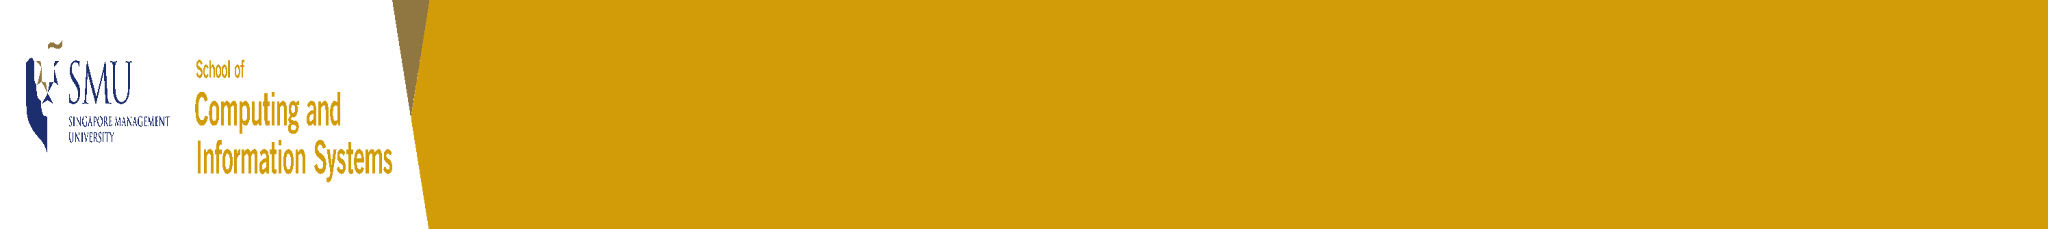 SMU
SINGAPORE MANAGEMENT
UNIVERSITY
School of
Computing and
Information Systems